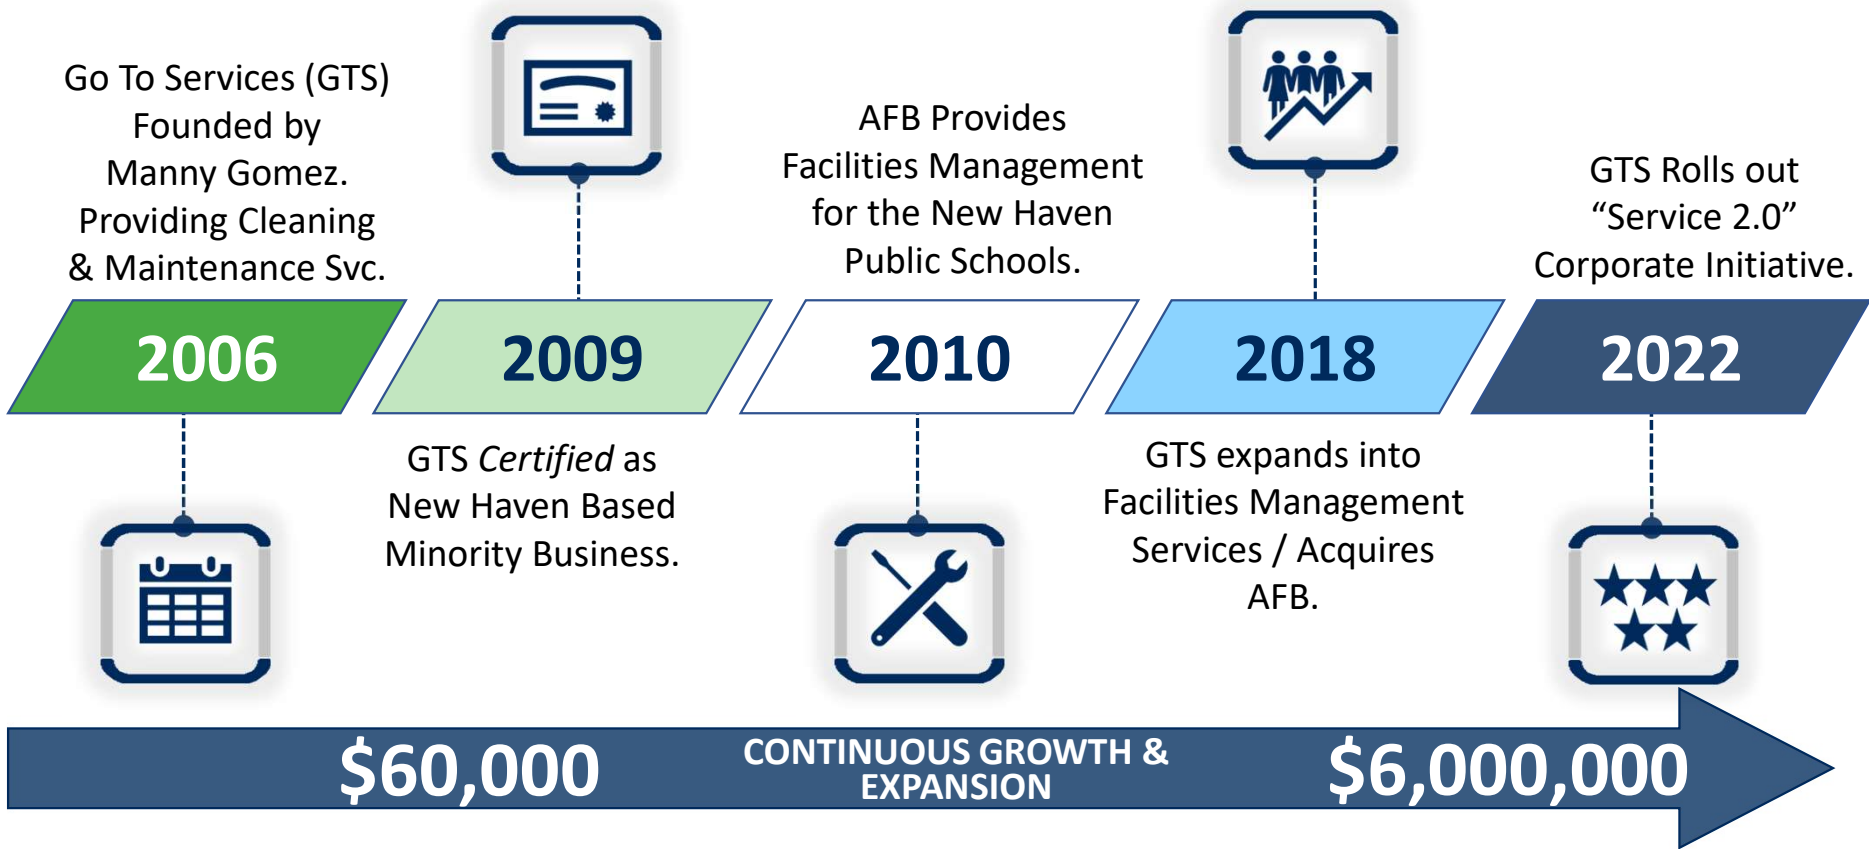 Go To Services (GTS)
Founded by
Manny Gomez.
Providing Cleaning
& Maintenance Svc.
2006
2009
GTS Certified as
New Haven Based
Minority Business.
AFB Provides
Facilities Management
for the New Haven
Public Schools.
2010
2018
GTS expands into
Facilities Management
Services / Acquires
AFB.
GTS Rolls out
“Service 2.0”
Corporate Initiative.
2022
$60,000
CONTINUOUS GROWTH &
EXPANSION
$6,000,000